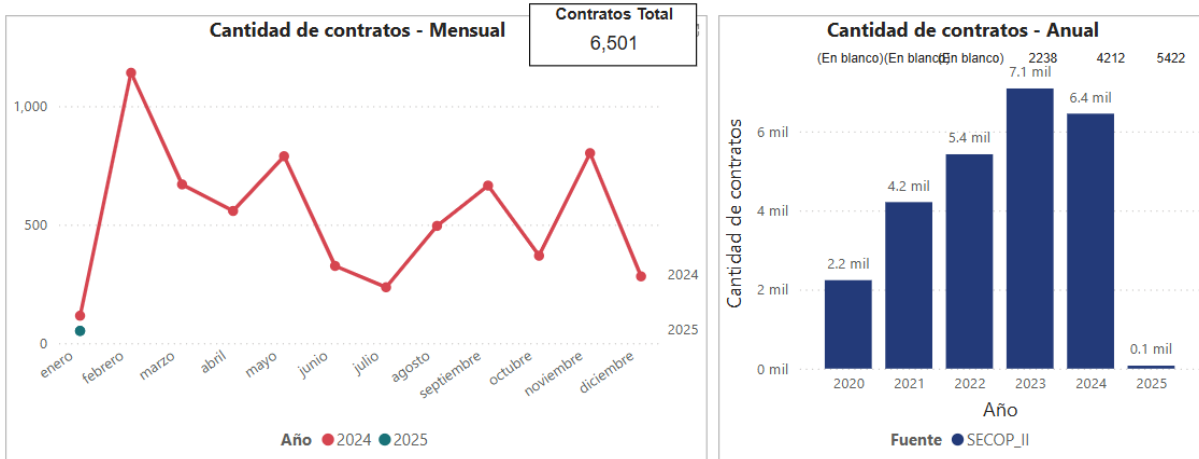 Cantidad de contratos - Mensual
Contratos Total
6,501
1,000
500
0
enero
febrero
marzo
abril
mayo
junio
julio
agosto
septiembre
octubre
noviembre
diciembre
2024
2025
Año 2024 2025
Cantidad de contratos - Anual
(En blanco) (En blanco) (En blanco) 2238 4212 5422
Cantidad de contratos
6 mil
4 mil
2 mil
0 mil
2.2 mil
4.2 mil
5.4 mil
7.1 mil
6.4 mil
0.1 mil
2020 2021 2022 2023 2024 2025
Año
Fuente SECOP_II